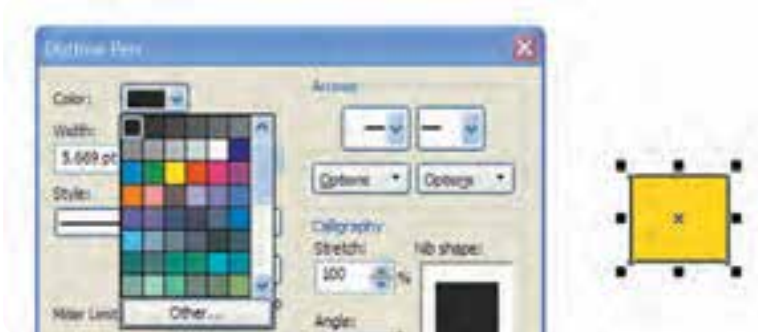 Outline Pen
Color:
Arrows
Width:
5.669 pt
Options
Options
Style:
Calligraphy
Stretch:
Nib shape:
100
%
Other...
Miter Limit
Angle: